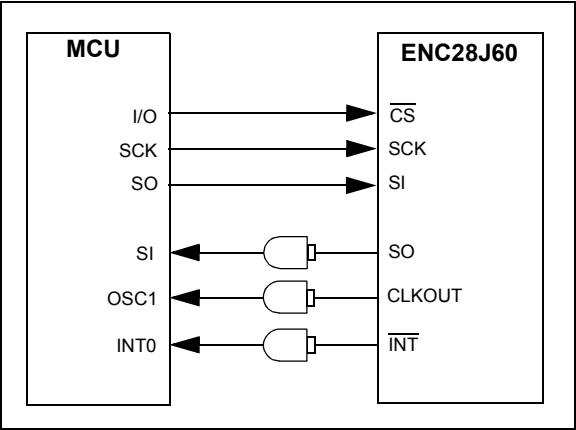 MCU
ENC28J60
I/O
CS
SCK
SCK
SO
SI
SI
SO
OSC1
CLKOUT
INT0
INT